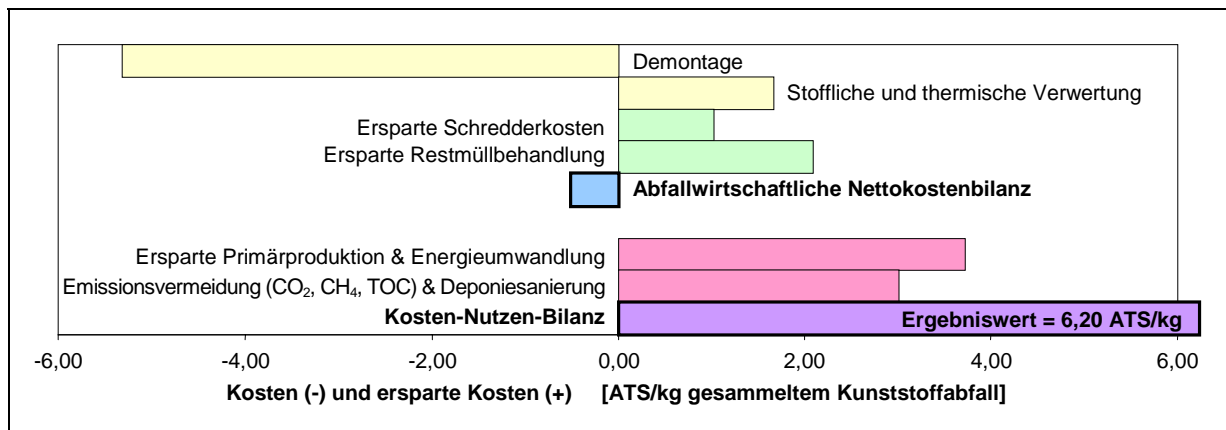 Demontage
Stoffliche und thermische Verwertung
Ersparte Schredderkosten
Ersparte Restmüllbehandlung
Abfallwirtschaftliche Nettokostenbilanz
Ersparte Primärproduktion & Energieumwandlung
Emissionsvermeidung (CO₂, CH₄, TOC) & Deponiesanierung
Kosten-Nutzen-Bilanz Ergebniswert = 6,20 ATS/kg
-6,00 -4,00 -2,00 0,00 2,00 4,00 6,00
Kosten (-) und ersparte Kosten (+) [ATS/kg gesammeltem Kunststoffabfall]